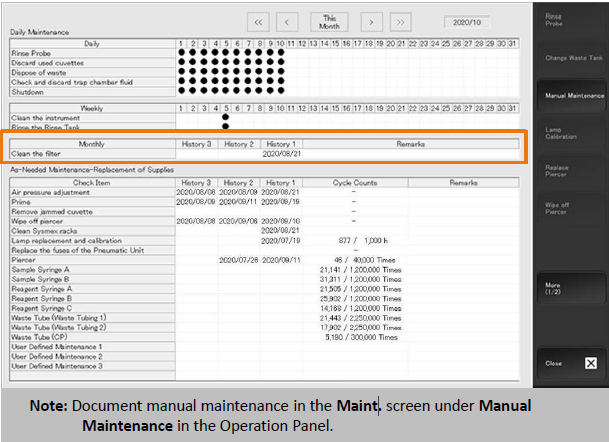 << < This Month > >> 2020/10
Daily Maintenance
Daily 1 2 3 4 5 6 7 8 9 10 11 12 13 14 15 16 17 18 19 20 21 22 23 24 25 26 27 28 29 30 31
Rinse Probe
Discard used cuvettes
Dispose of waste
Check and discard trap chamber fluid
Shutdown
Weekly 1 2 3 4 5 6 7 8 9 10 11 12 13 14 15 16 17 18 19 20 21 22 23 24 25 26 27 28 29 30 31
Clean the instrument
Rinse the Rinse Tank
Monthly History 3 History 2 History 1 Remarks
Clean the filter 2020/08/21
As-Needed Maintenance-Replacement of Supplies
Check Item History 3 History 2 History 1 Cycle Counts Remarks
Air pressure adjustment 2020/08/08 2020/08/09 2020/08/21 -
Prime 2020/08/09 2020/09/11 2020/09/19 -
Remove jammed cuvette -
Wipe off piercer 2020/08/08 2020/09/06 2020/09/10 -
Clean Sysmex racks 2020/08/21 -
Lamp replacement and calibration 2020/07/19 877 / 1,000 h
Replace the fuses of the Pneumatic Unit -
Piercer 2020/07/26 2020/09/11 46 / 40,000 Times
Sample Syringe A 21,141 / 1,200,000 Times
Sample Syringe B 31,311 / 1,200,000 Times
Reagent Syringe A 21,505 / 1,200,000 Times
Reagent Syringe B 25,902 / 1,200,000 Times
Reagent Syringe C 14,168 / 1,200,000 Times
Waste Tube (Waste Tubing 1) 21,443 / 2,250,000 Times
Waste Tube (Waste Tubing 2) 17,902 / 2,250,000 Times
Waste Tube (CP) 5,190 / 300,000 Times
User Defined Maintenance 1
User Defined Maintenance 2
User Defined Maintenance 3
Rinse
Probe
Change Waste Tank
Manual Maintenance
Lamp
Calibration
Replace
Piercer
Wipe off
Piercer
More
(1/2)
Close
Note: Document manual maintenance in the Maint. screen under Manual
Maintenance in the Operation Panel.